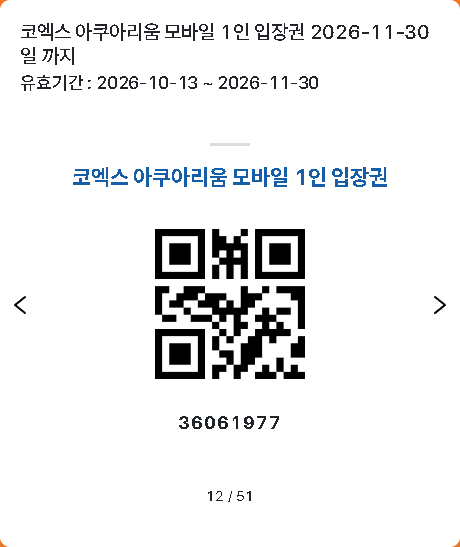 코엑스 아쿠아리움 모바일 1인 입장권 2026-11-30
일 까지
유효기간 : 2026-10-13 ~ 2026-11-30
코엑스 아쿠아리움 모바일 1인 입장권
36061977
12 / 51